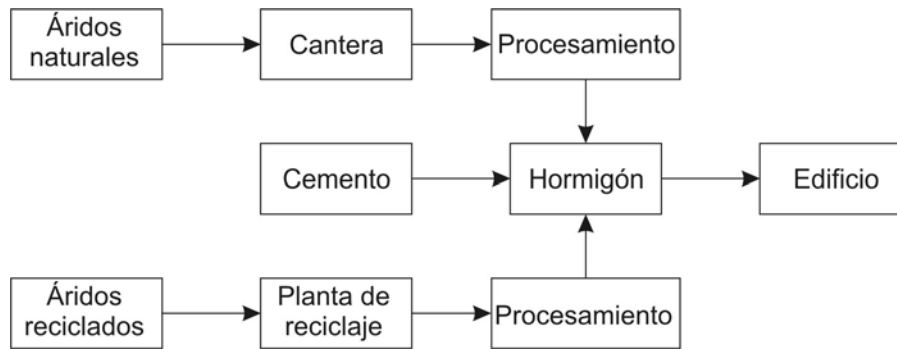 Áridos
naturales
Cantera
Procesamiento
Cemento
Hormigón
Edificio
Áridos
reciclados
Planta de
reciclaje
Procesamiento